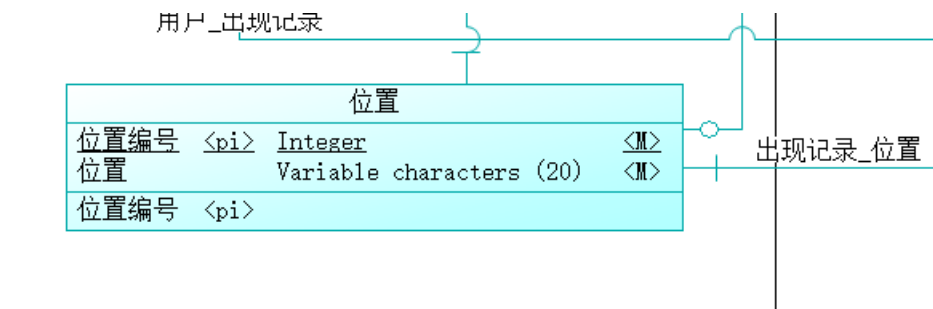 用户_出现记录
位置
位置编号 <pi> Integer <M>
位置 Variable characters (20) <M>
出现记录_位置
位置编号 <pi>